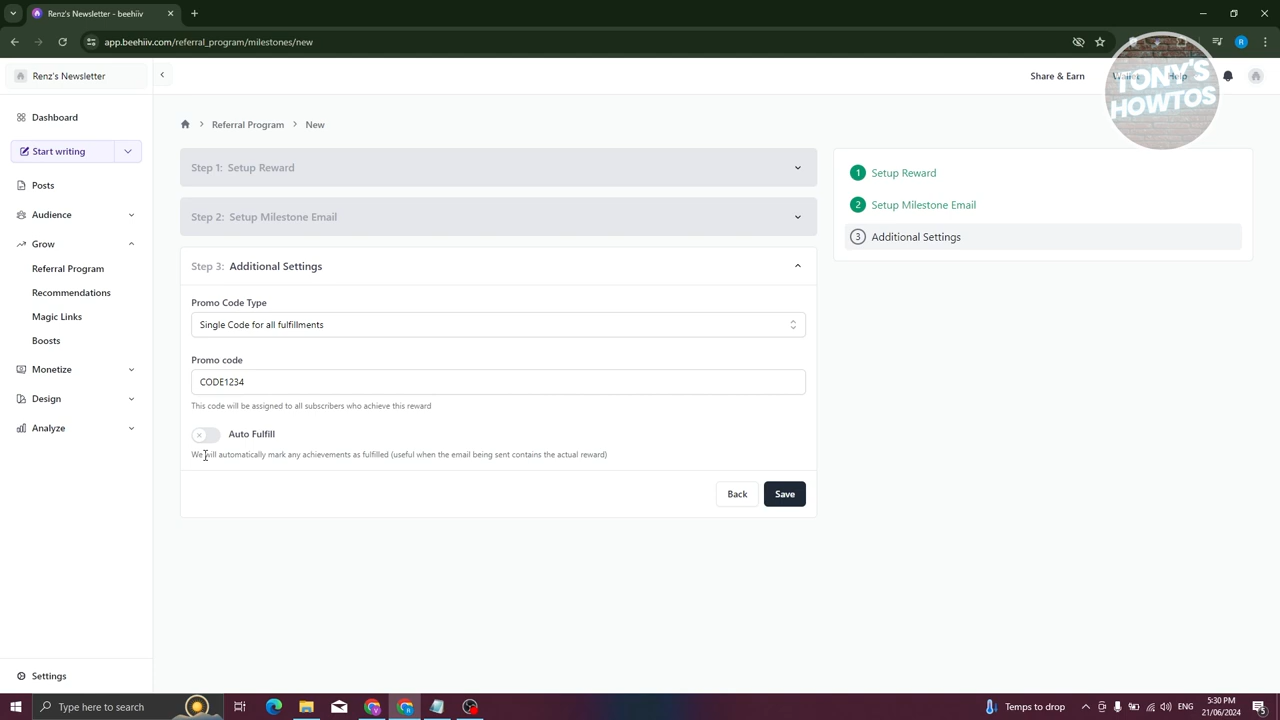 Renz's Newsletter - beehiiv
app.beehiiv.com/referral_program/milestones/new
R
Renz's Newsletter
Share & Earn
Wallet
Help
TONY'S
HOWTOS
Dashboard
Start writing
Posts
Audience
Grow
Referral Program
Recommendations
Magic Links
Boosts
Monetize
Design
Analyze
Settings
Referral Program
New
Step 1: Setup Reward
Step 2: Setup Milestone Email
Step 3: Additional Settings
Promo Code Type
Single Code for all fulfillments
Promo code
CODE1234
This code will be assigned to all subscribers who achieve this reward
Auto Fulfill
We will automatically mark any achievements as fulfilled (useful when the email being sent contains the actual reward)
Back
Save
1 Setup Reward
2 Setup Milestone Email
3 Additional Settings
Type here to search
Temps to drop
ENG
5:30 PM
21/06/2024